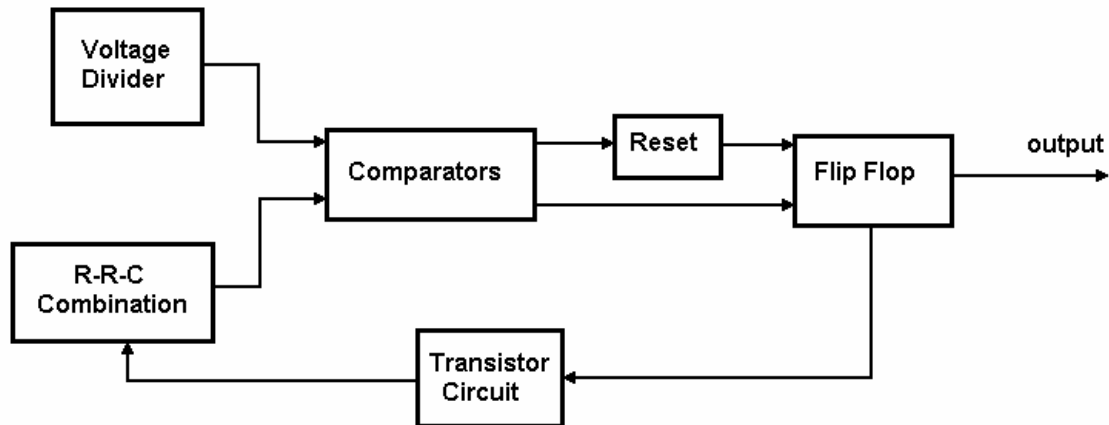 Voltage
Divider
Comparators
Reset
Flip Flop
output
R-R-C
Combination
Transistor
Circuit